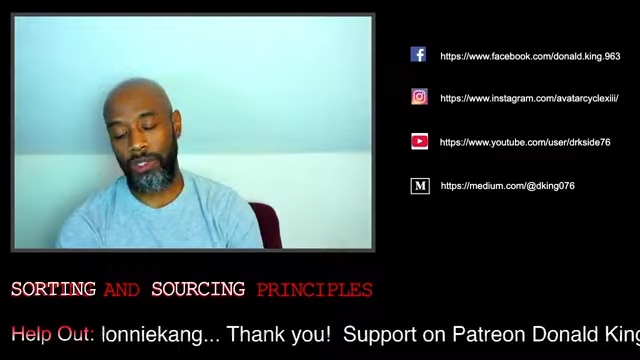 https://www.facebook.com/donald.king.963
https://www.instagram.com/avatarcyclexiii/
https://www.youtube.com/user/drkside76
M https://medium.com/@dking076
SORTING AND SOURCING PRINCIPLES
Help Out: lonniekang... Thank you! Support on Patreon Donald King